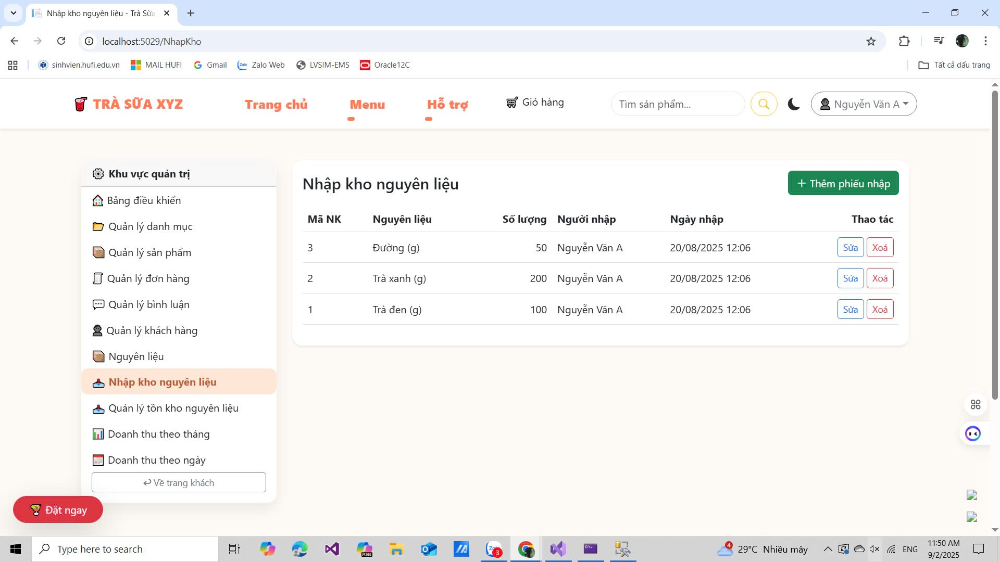 Nhập kho nguyên liệu - Trà Sữa
localhost:5029/NhapKho
sinhvien.hufi.edu.vn MAIL HUFI Gmail Zalo Web LVSIM-EMS Oracle12C Tất cả dấu trang
TRÀ SỮA XYZ Trang chủ Menu Hỗ trợ Giỏ hàng Tìm sản phẩm... Nguyễn Văn A
Khu vực quản trị
Bảng điều khiển
Quản lý danh mục
Quản lý sản phẩm
Quản lý đơn hàng
Quản lý bình luận
Quản lý khách hàng
Nguyên liệu
Nhập kho nguyên liệu
Quản lý tồn kho nguyên liệu
Doanh thu theo tháng
Doanh thu theo ngày
Về trang khách
Đặt ngay
Nhập kho nguyên liệu + Thêm phiếu nhập
Mã NK Nguyên liệu Số lượng Người nhập Ngày nhập Thao tác
3 Đường (g) 50 Nguyễn Văn A 20/08/2025 12:06 Sửa Xoá
2 Trà xanh (g) 200 Nguyễn Văn A 20/08/2025 12:06 Sửa Xoá
1 Trà đen (g) 100 Nguyễn Văn A 20/08/2025 12:06 Sửa Xoá
Type here to search M365 3 4 29°C Nhiều mây ENG 11:50 AM
9/2/2025